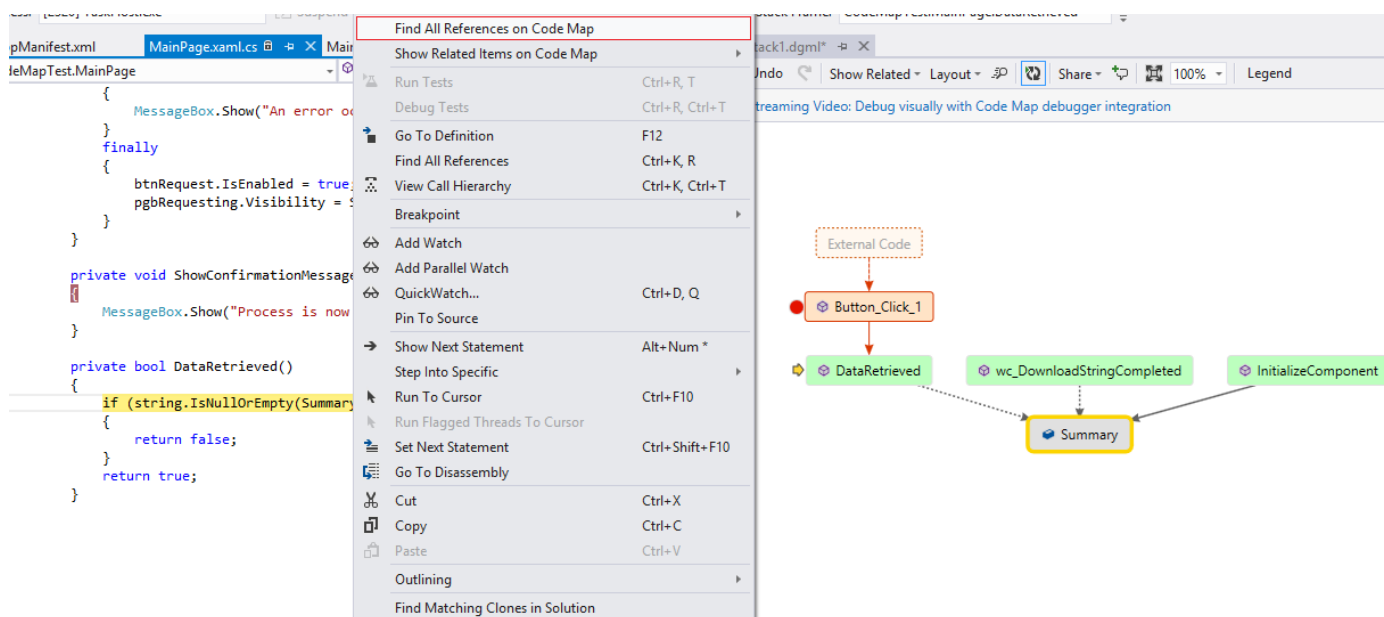 Suspend
CodeMapTest.MainPage.DataRetrieved
pManifest.xml
MainPage.xaml.cs
Mair
tack1.dgml*
deMapTest.MainPage
Undo
Show Related
Layout
Share
100%
Legend
treaming Video: Debug visually with Code Map debugger integration
{
MessageBox.Show("An error oc
}
finally
{
btnRequest.IsEnabled = true;
pgbRequesting.Visibility =
}
}
private void ShowConfirmationMessage
{
MessageBox.Show("Process is now
}
private bool DataRetrieved()
{
if (string.IsNullOrEmpty(Summary
{
return false;
}
return true;
}
Find All References on Code Map
Show Related Items on Code Map
Run Tests Ctrl+R, T
Debug Tests Ctrl+R, Ctrl+T
Go To Definition F12
Find All References Ctrl+K, R
View Call Hierarchy Ctrl+K, Ctrl+T
Breakpoint
Add Watch
Add Parallel Watch
QuickWatch... Ctrl+D, Q
Pin To Source
Show Next Statement Alt+Num *
Step Into Specific
Run To Cursor Ctrl+F10
Run Flagged Threads To Cursor
Set Next Statement Ctrl+Shift+F10
Go To Disassembly
Cut Ctrl+X
Copy Ctrl+C
Paste Ctrl+V
Outlining
Find Matching Clones in Solution
External Code
Button_Click_1
DataRetrieved
wc_DownloadStringCompleted
InitializeComponent
Summary